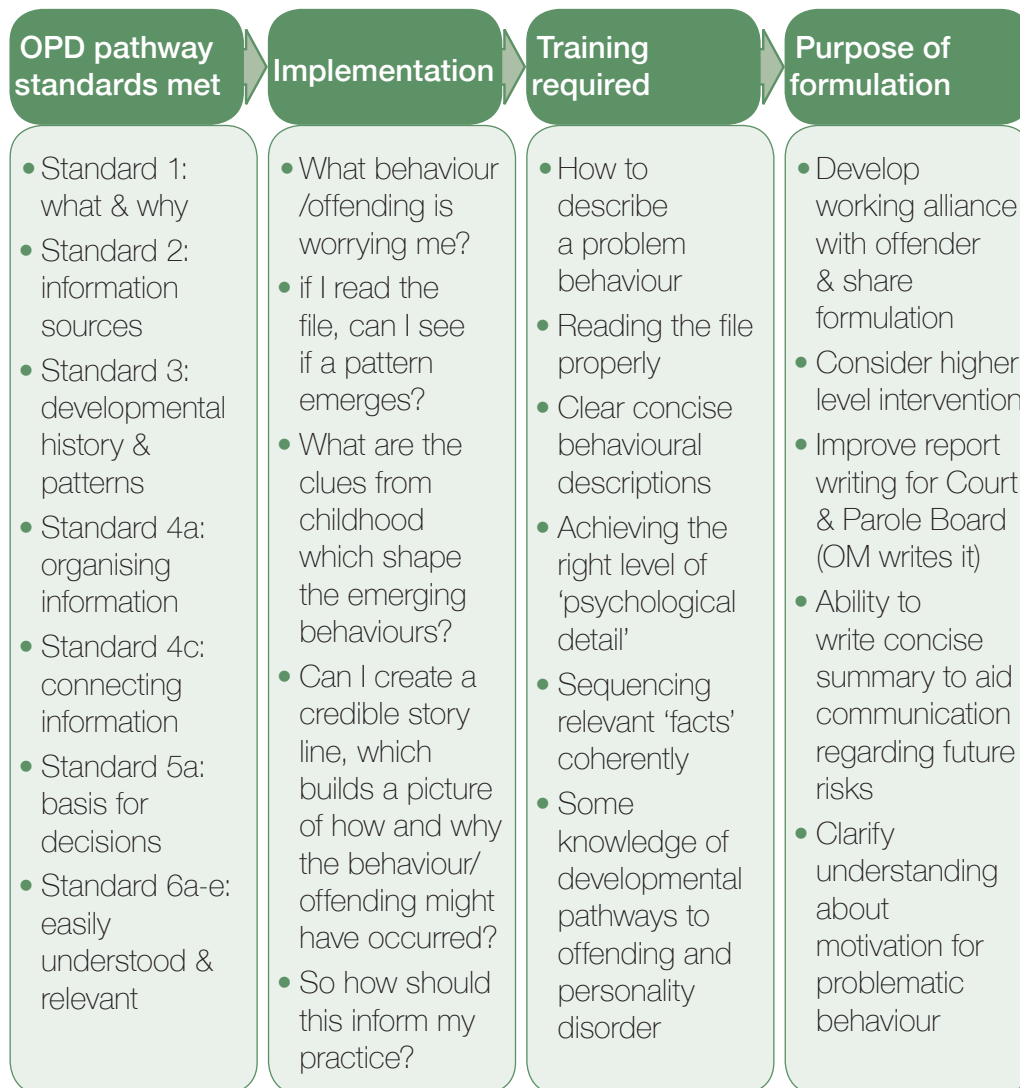 OPD pathway
standards met
Implementation
Training
required
Purpose of
formulation
• Standard 1:
what & why
• Standard 2:
information
sources
• Standard 3:
developmental
history &
patterns
• Standard 4a:
organising
information
• Standard 4c:
connecting
information
• Standard 5a:
basis for
decisions
• Standard 6a-e:
easily
understood &
relevant
• What behaviour
/offending is
worrying me?
• if I read the
file, can I see
if a pattern
emerges?
• What are the
clues from
childhood
which shape
the emerging
behaviours?
• Can I create a
credible story
line, which
builds a picture
of how and why
the behaviour/
offending might
have occurred?
• So how should
this inform my
practice?
• How to
describe
a problem
behaviour
• Reading the file
properly
• Clear concise
behavioural
descriptions
• Achieving the
right level of
‘psychological
detail’
• Sequencing
relevant ‘facts’
coherently
• Some
knowledge of
developmental
pathways to
offending and
personality
disorder
• Develop
working alliance
with offender
& share
formulation
• Consider higher
level intervention
• Improve report
writing for Court
& Parole Board
(OM writes it)
• Ability to
write concise
summary to aid
communication
regarding future
risks
• Clarify
understanding
about
motivation for
problematic
behaviour